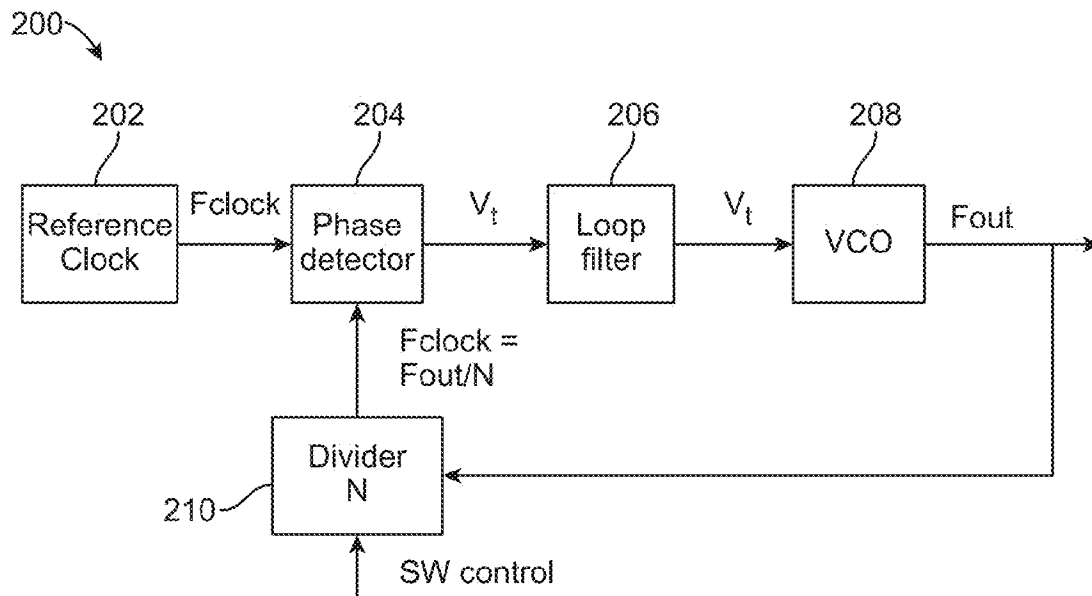 200
202
204
206
208
Reference
Clock
Fclock
Phase
detector
Vt
Loop
filter
Vt
VCO
Fout
Fclock =
Fout/N
Divider
N
210
SW control